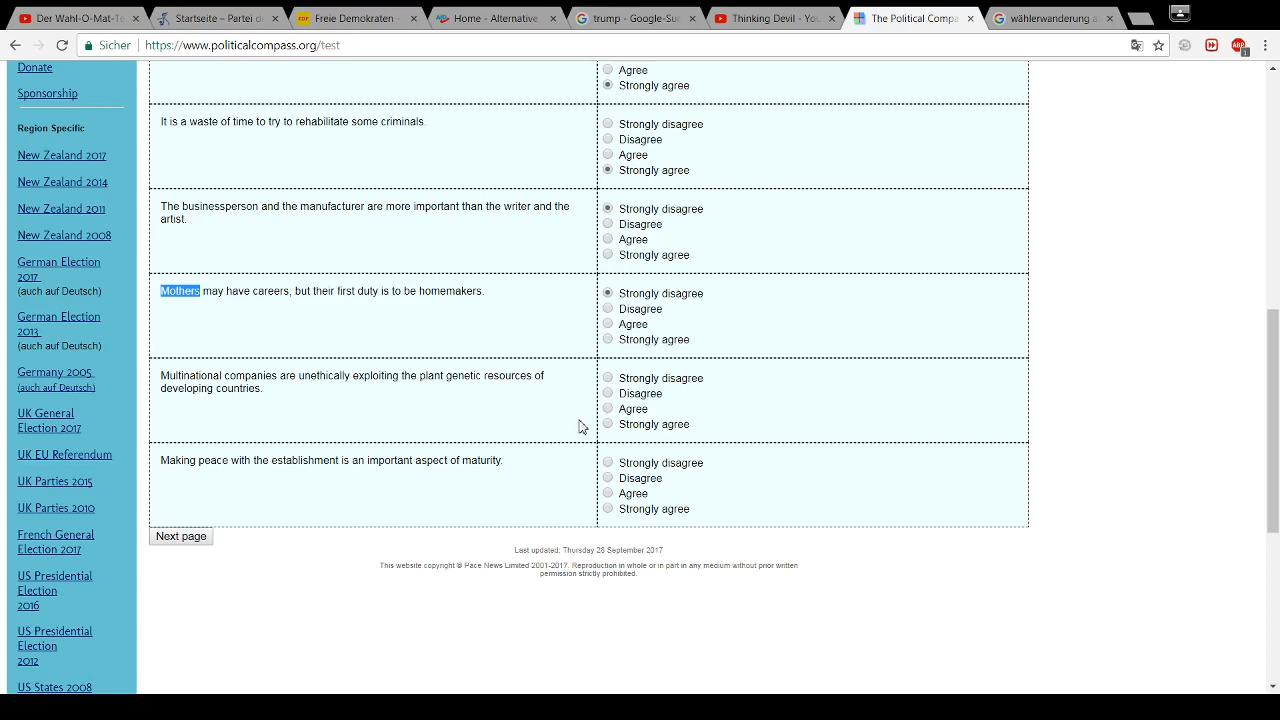 Der Wahl-O-Mat-Te
Startseite – Partei de
FDP Freie Demokraten -
Home - Alternative
trump - Google-Suc
Thinking Devil - You
The Political Compa
wählerwanderung a
Sicher https://www.politicalcompass.org/test
ABP 1
Donate
Sponsorship
Region Specific
New Zealand 2017
New Zealand 2014
New Zealand 2011
New Zealand 2008
German Election
2017
(auch auf Deutsch)
German Election
2013
(auch auf Deutsch)
Germany 2005
(auch auf Deutsch)
UK General
Election 2017
UK EU Referendum
UK Parties 2015
UK Parties 2010
French General
Election 2017
US Presidential
Election
2016
US Presidential
Election
2012
US States 2008
Agree
Strongly agree
It is a waste of time to try to rehabilitate some criminals.
Strongly disagree
Disagree
Agree
Strongly agree
The businessperson and the manufacturer are more important than the writer and the
artist.
Strongly disagree
Disagree
Agree
Strongly agree
Mothers may have careers, but their first duty is to be homemakers.
Strongly disagree
Disagree
Agree
Strongly agree
Multinational companies are unethically exploiting the plant genetic resources of
developing countries.
Strongly disagree
Disagree
Agree
Strongly agree
Making peace with the establishment is an important aspect of maturity.
Strongly disagree
Disagree
Agree
Strongly agree
Next page
Last updated: Thursday 28 September 2017
This website copyright © Pace News Limited 2001-2017. Reproduction in whole or in part in any medium without prior written
permission strictly prohibited.